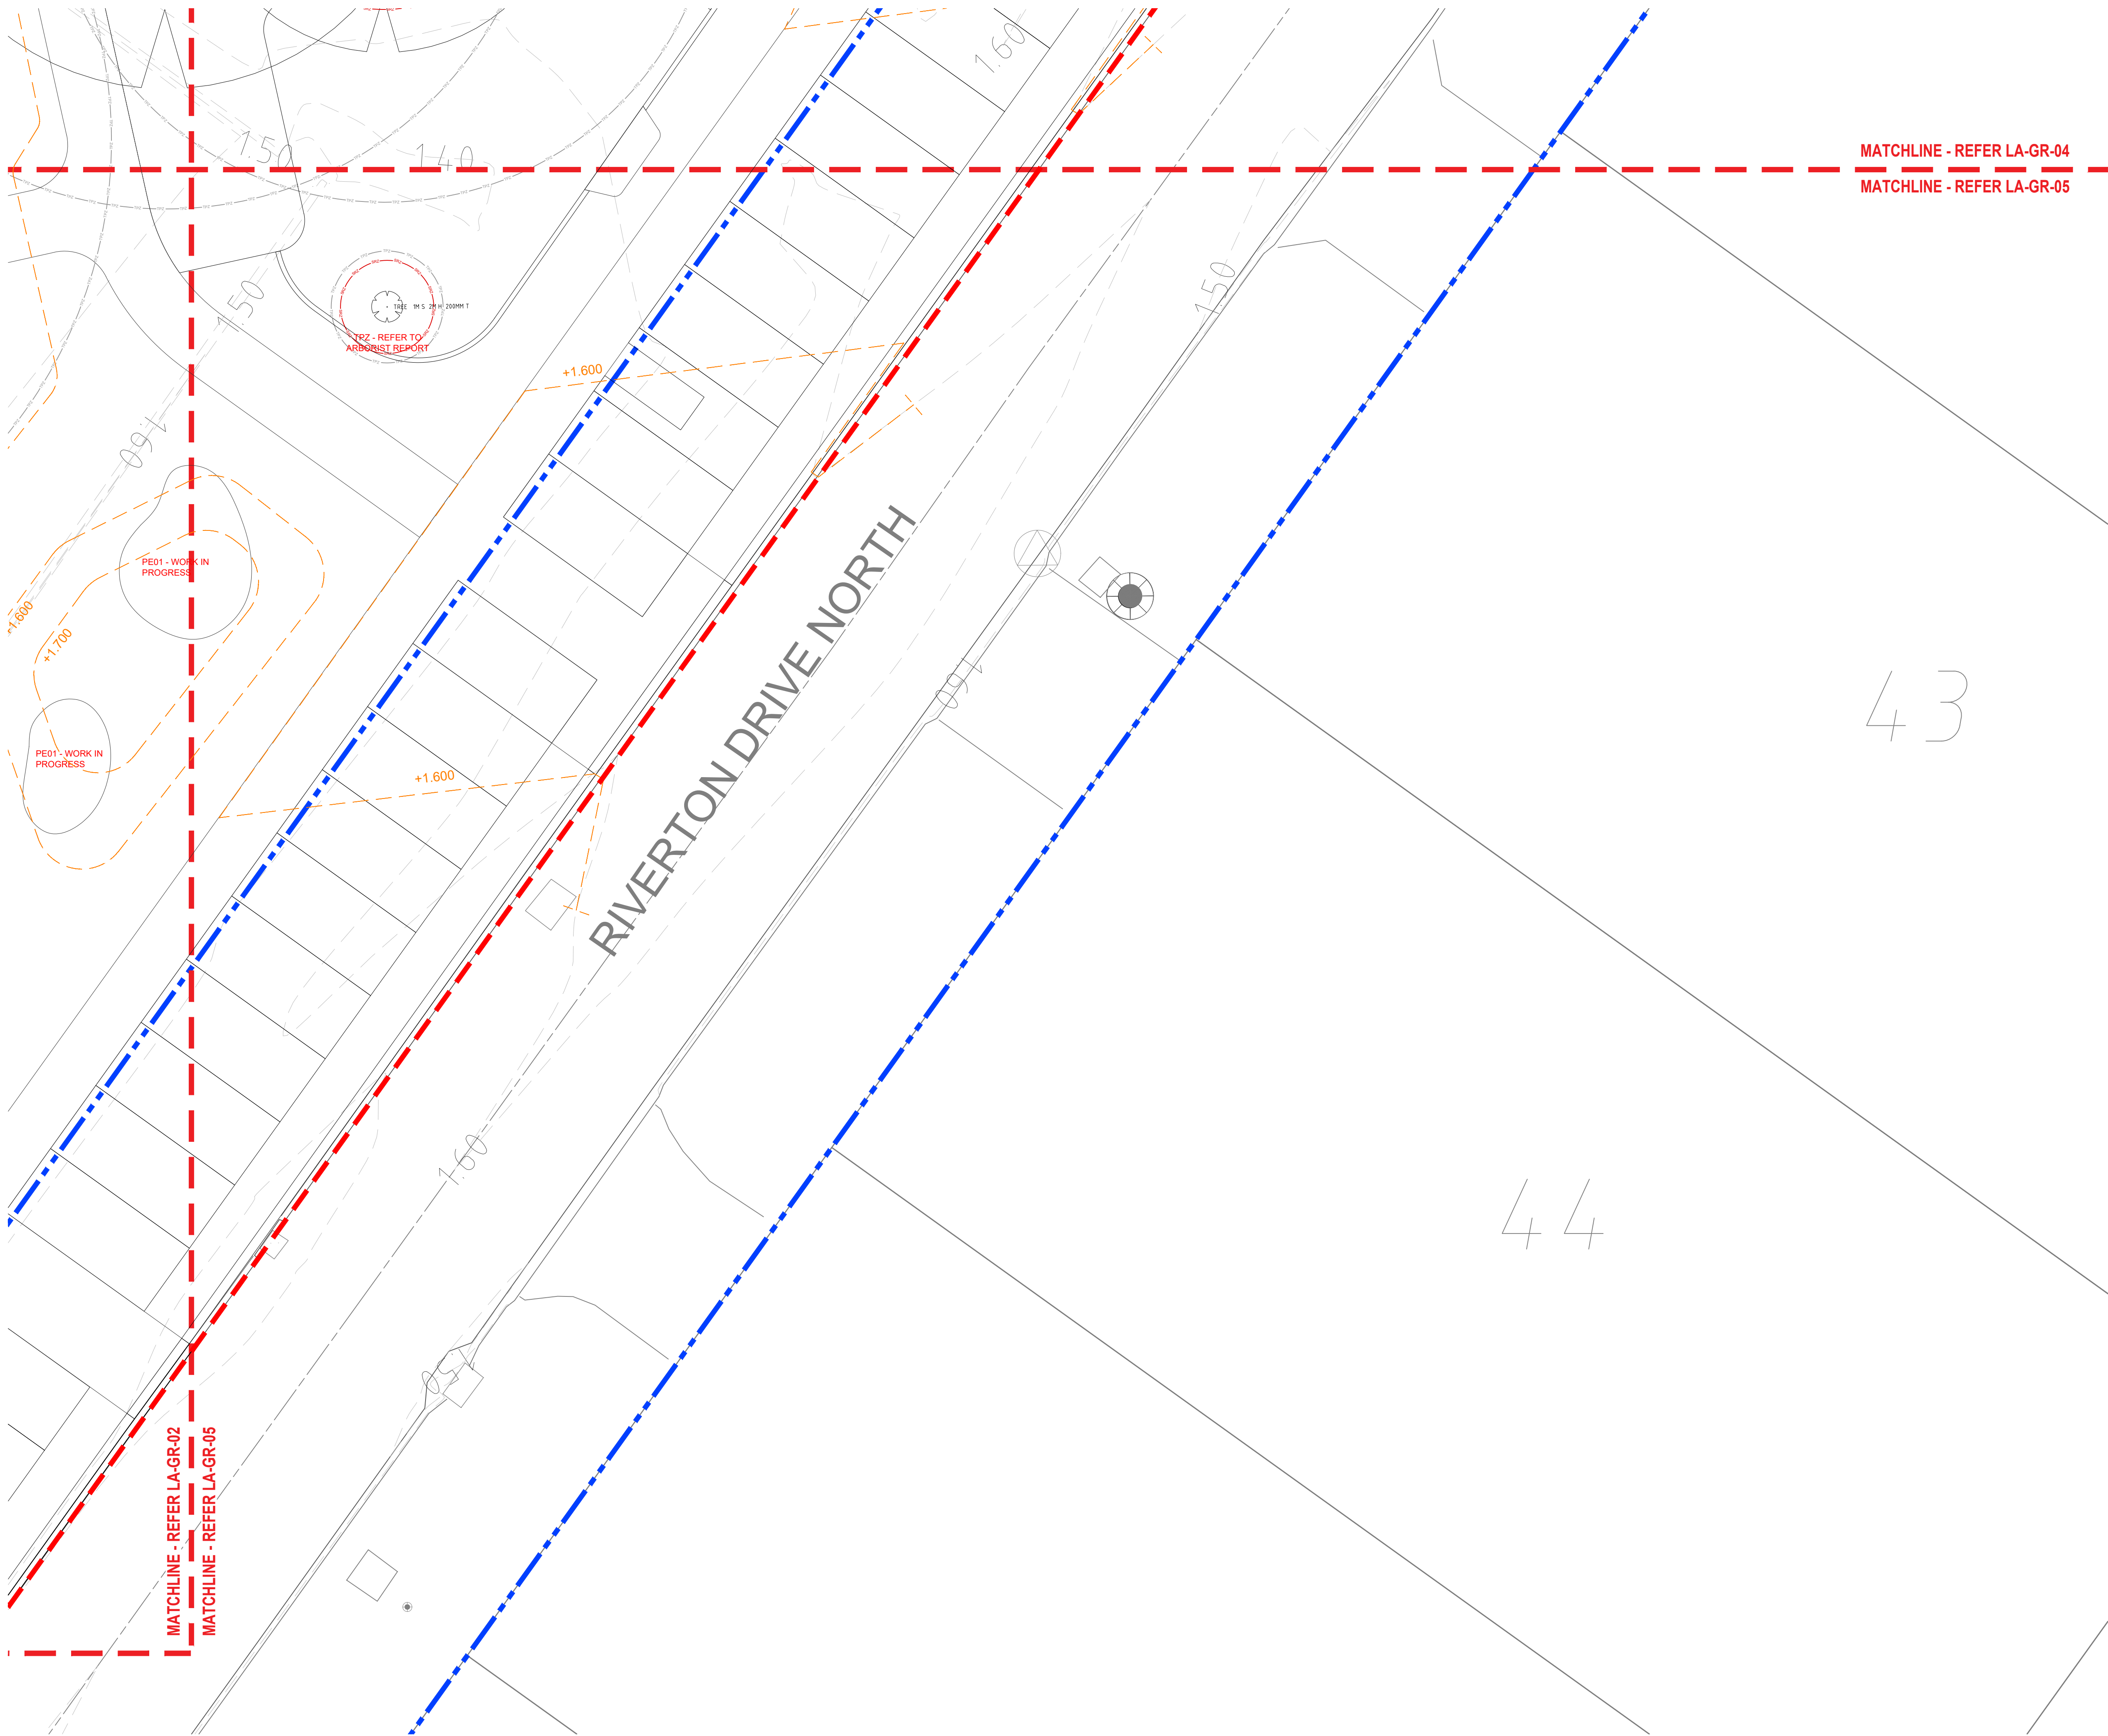 1.60
MATCHLINE - REFER LA-GR-04
MATCHLINE - REFER LA-GR-05
1.50
1.40
1.50
1.50
TREE 1M S 2M H 200MM T
TPZ - REFER TO
ARBORIST REPORT
+1.600
1.60
PE01 - WORK IN
PROGRESS
+1.600
+1.700
PE01 - WORK IN
PROGRESS
+1.600
RIVERTON DRIVE NORTH
1.60
43
1.60
44
MATCHLINE - REFER LA-GR-02
MATCHLINE - REFER LA-GR-05